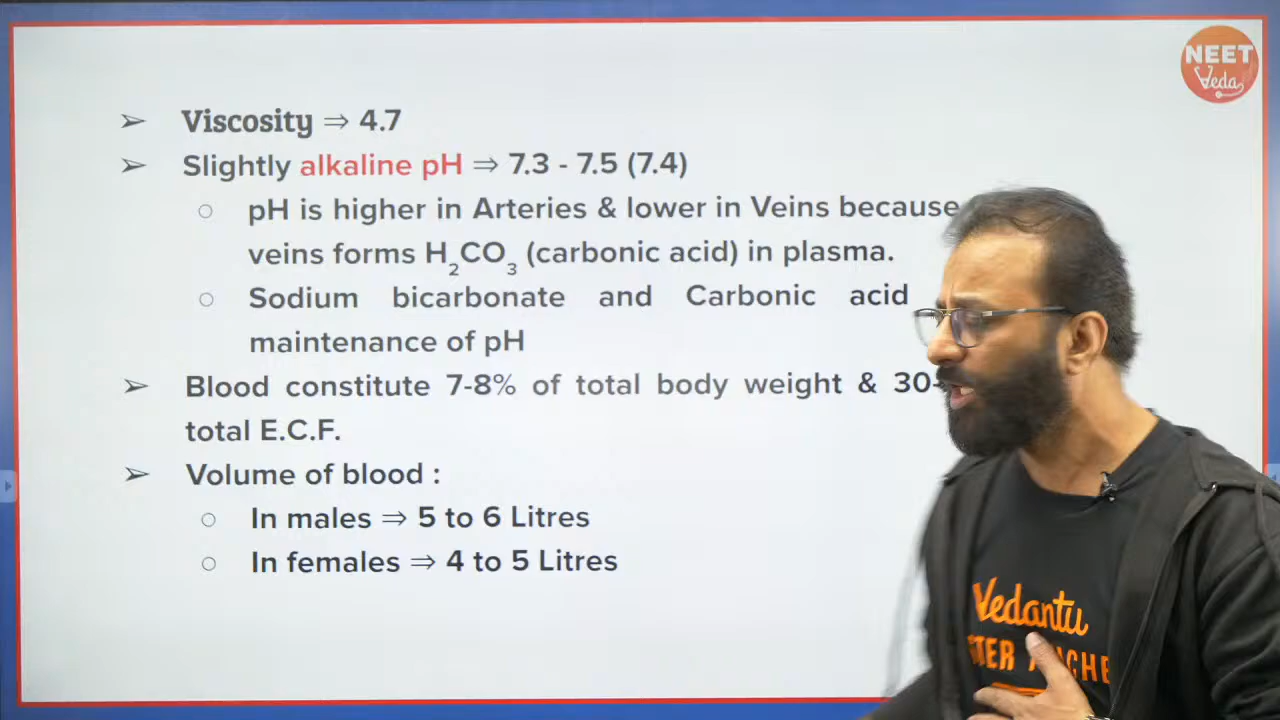 NEET
Veda
➢ Viscosity ⇒ 4.7
➢ Slightly alkaline pH ⇒ 7.3 - 7.5 (7.4)
○ pH is higher in Arteries & lower in Veins because
veins forms H₂CO₃ (carbonic acid) in plasma.
○ Sodium bicarbonate and Carbonic acid
maintenance of pH
➢ Blood constitute 7-8% of total body weight & 30-
total E.C.F.
➢ Volume of blood :
○ In males ⇒ 5 to 6 Litres
○ In females ⇒ 4 to 5 Litres
Vedantu